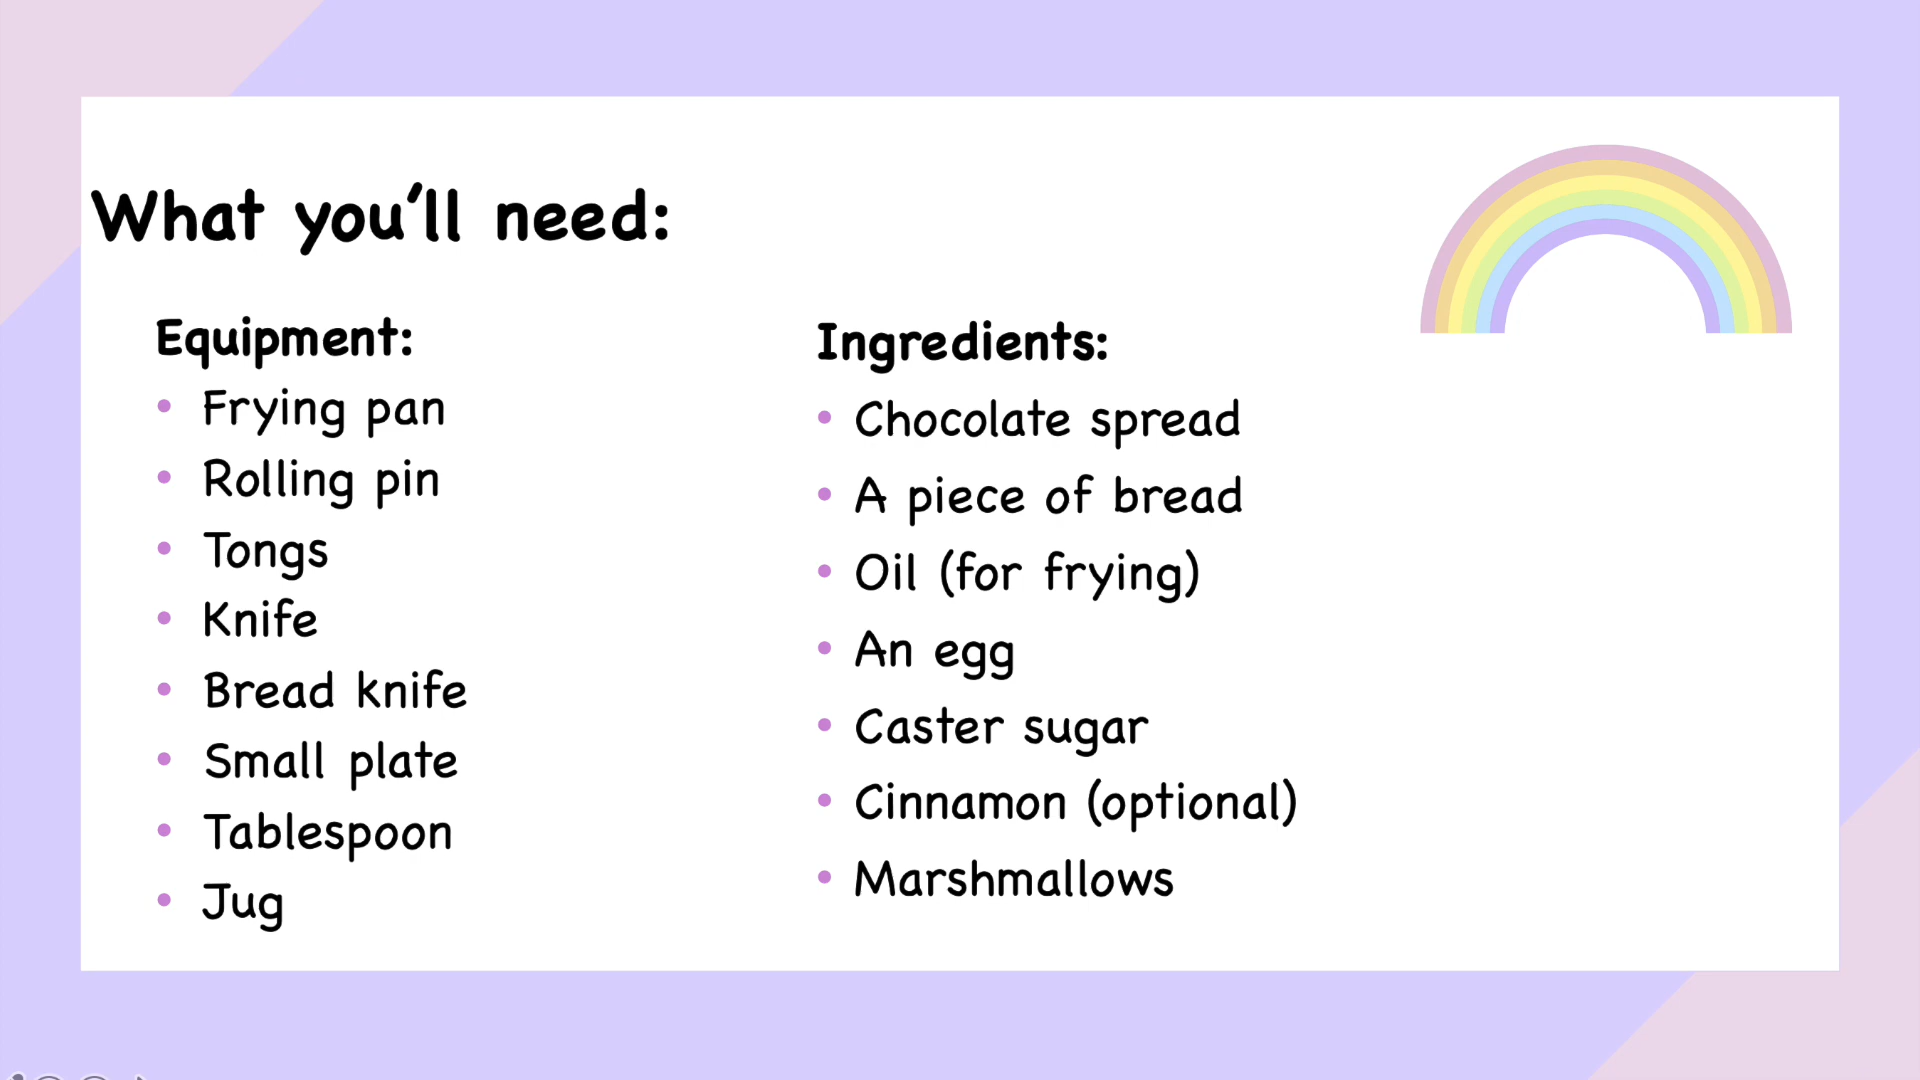 What you’ll need:
Equipment:
• Frying pan
• Rolling pin
• Tongs
• Knife
• Bread knife
• Small plate
• Tablespoon
• Jug
Ingredients:
• Chocolate spread
• A piece of bread
• Oil (for frying)
• An egg
• Caster sugar
• Cinnamon (optional)
• Marshmallows